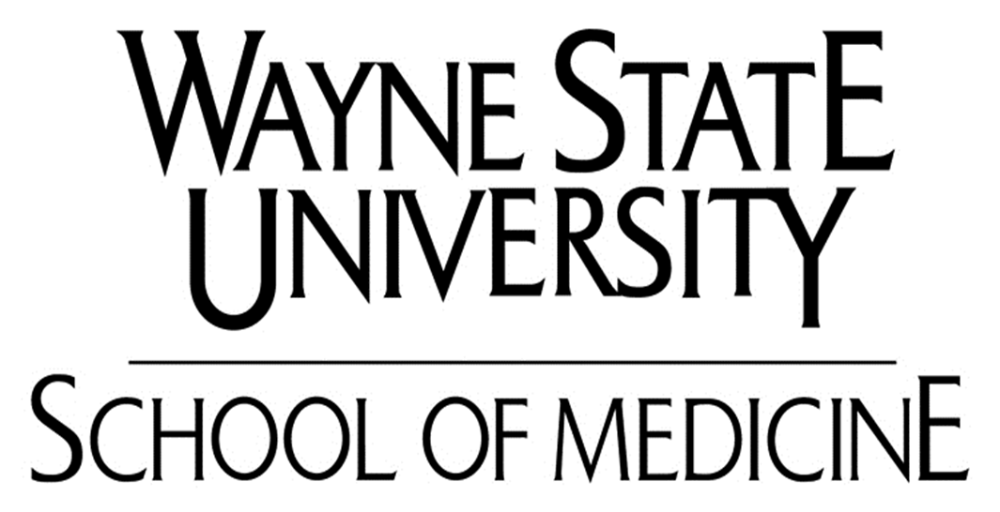 WAYNE STATE
UNIVERSITY
SCHOOL OF MEDICINE